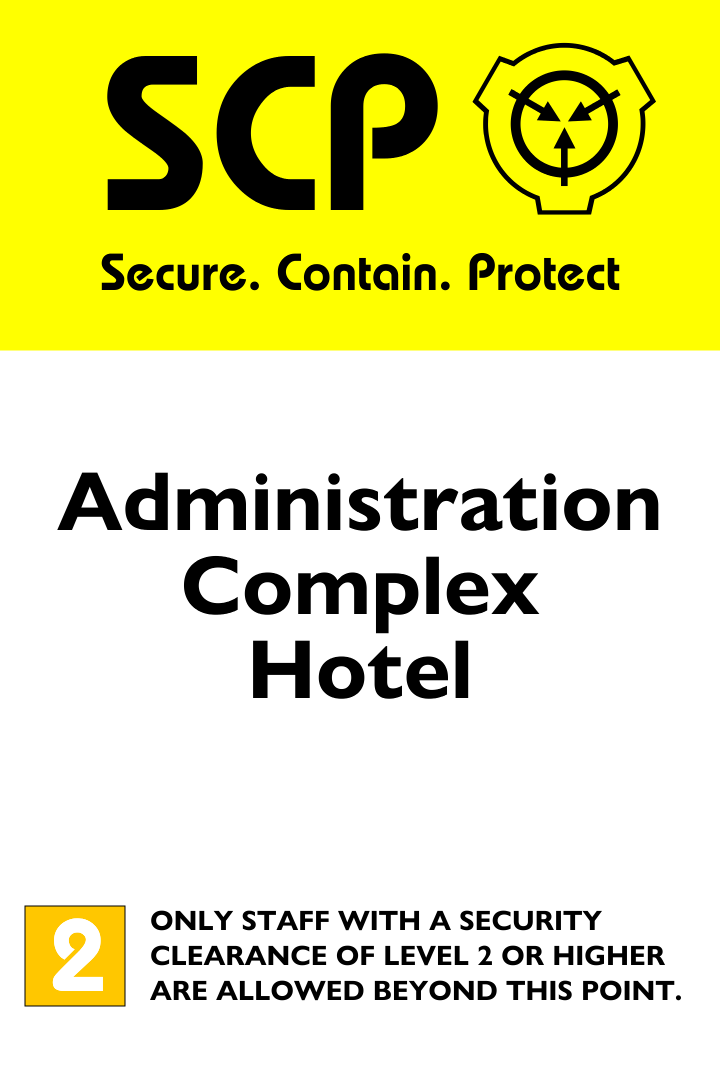 SCP
Secure. Contain. Protect
Administration
Complex
Hotel
2
ONLY STAFF WITH A SECURITY
CLEARANCE OF LEVEL 2 OR HIGHER
ARE ALLOWED BEYOND THIS POINT.